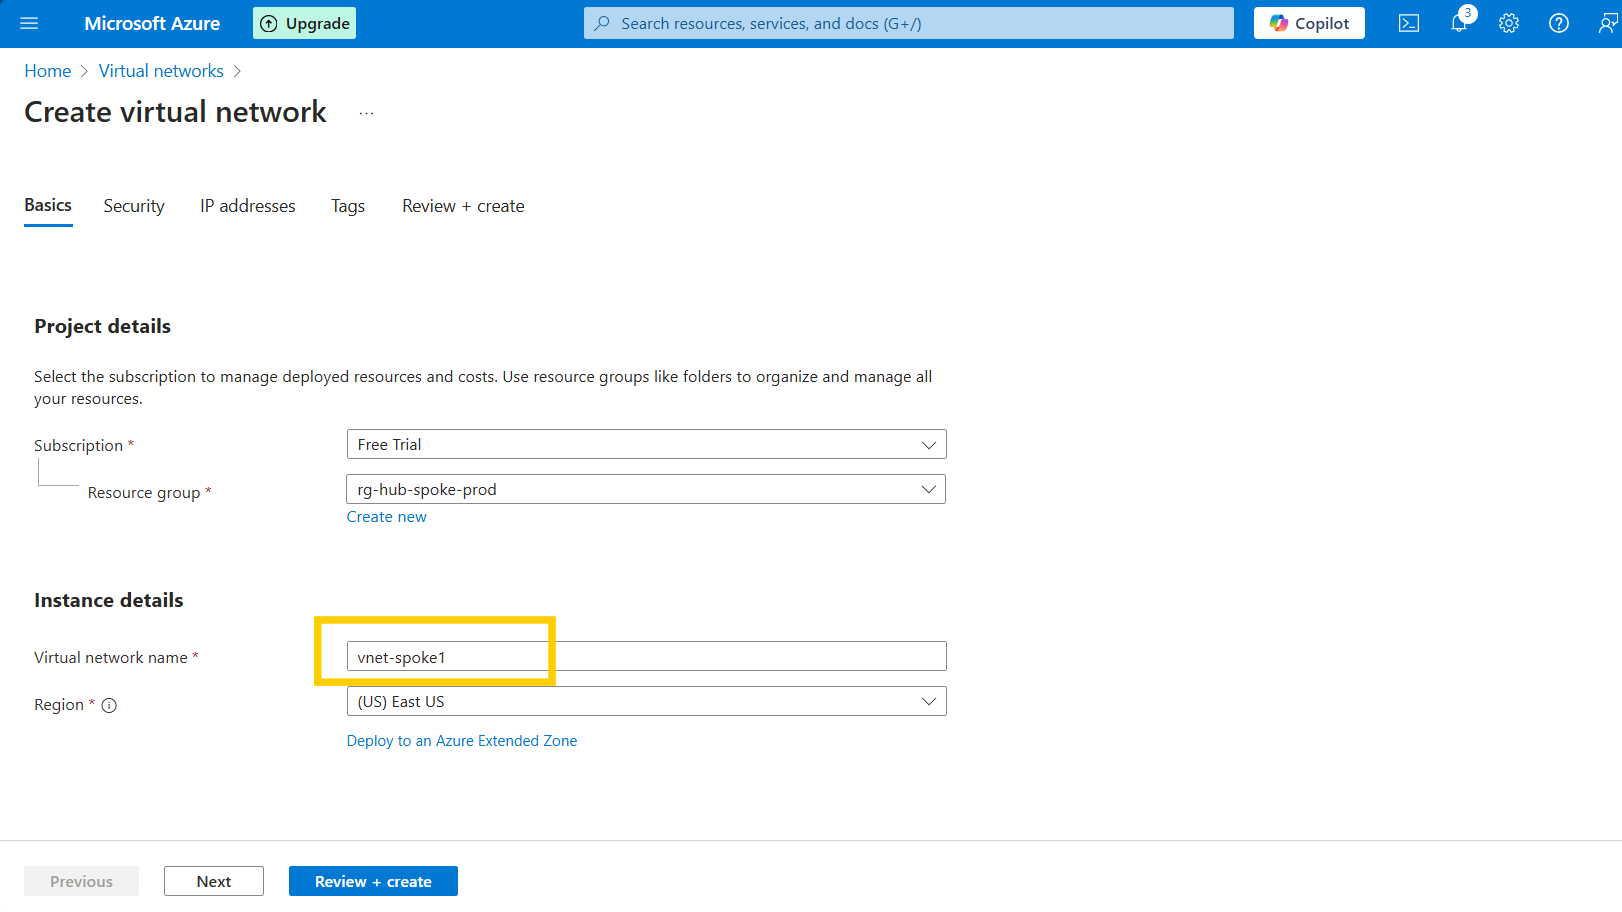 Microsoft Azure
Upgrade
Search resources, services, and docs (G+/)
Copilot
3
Home > Virtual networks >
Create virtual network ...
Basics Security IP addresses Tags Review + create
Project details
Select the subscription to manage deployed resources and costs. Use resource groups like folders to organize and manage all
your resources.
Subscription * Free Trial
Resource group * rg-hub-spoke-prod
Create new
Instance details
Virtual network name * vnet-spoke1
Region * (US) East US
Deploy to an Azure Extended Zone
Previous Next Review + create